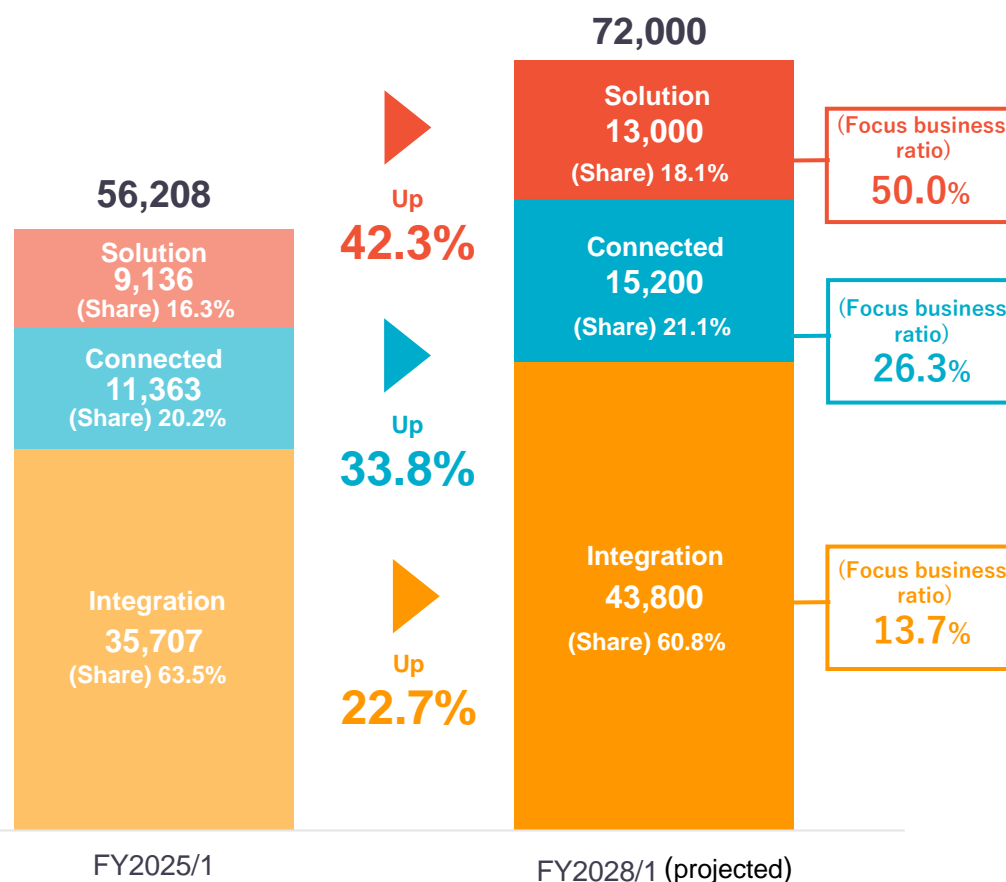 56,208
Solution
9,136
(Share) 16.3%
Connected
11,363
(Share) 20.2%
Integration
35,707
(Share) 63.5%
FY2025/1
Up
42.3%
Up
33.8%
Up
22.7%
72,000
Solution
13,000
(Share) 18.1%
Connected
15,200
(Share) 21.1%
Integration
43,800
(Share) 60.8%
FY2028/1 (projected)
(Focus business
ratio)
50.0%
(Focus business
ratio)
26.3%
(Focus business
ratio)
13.7%